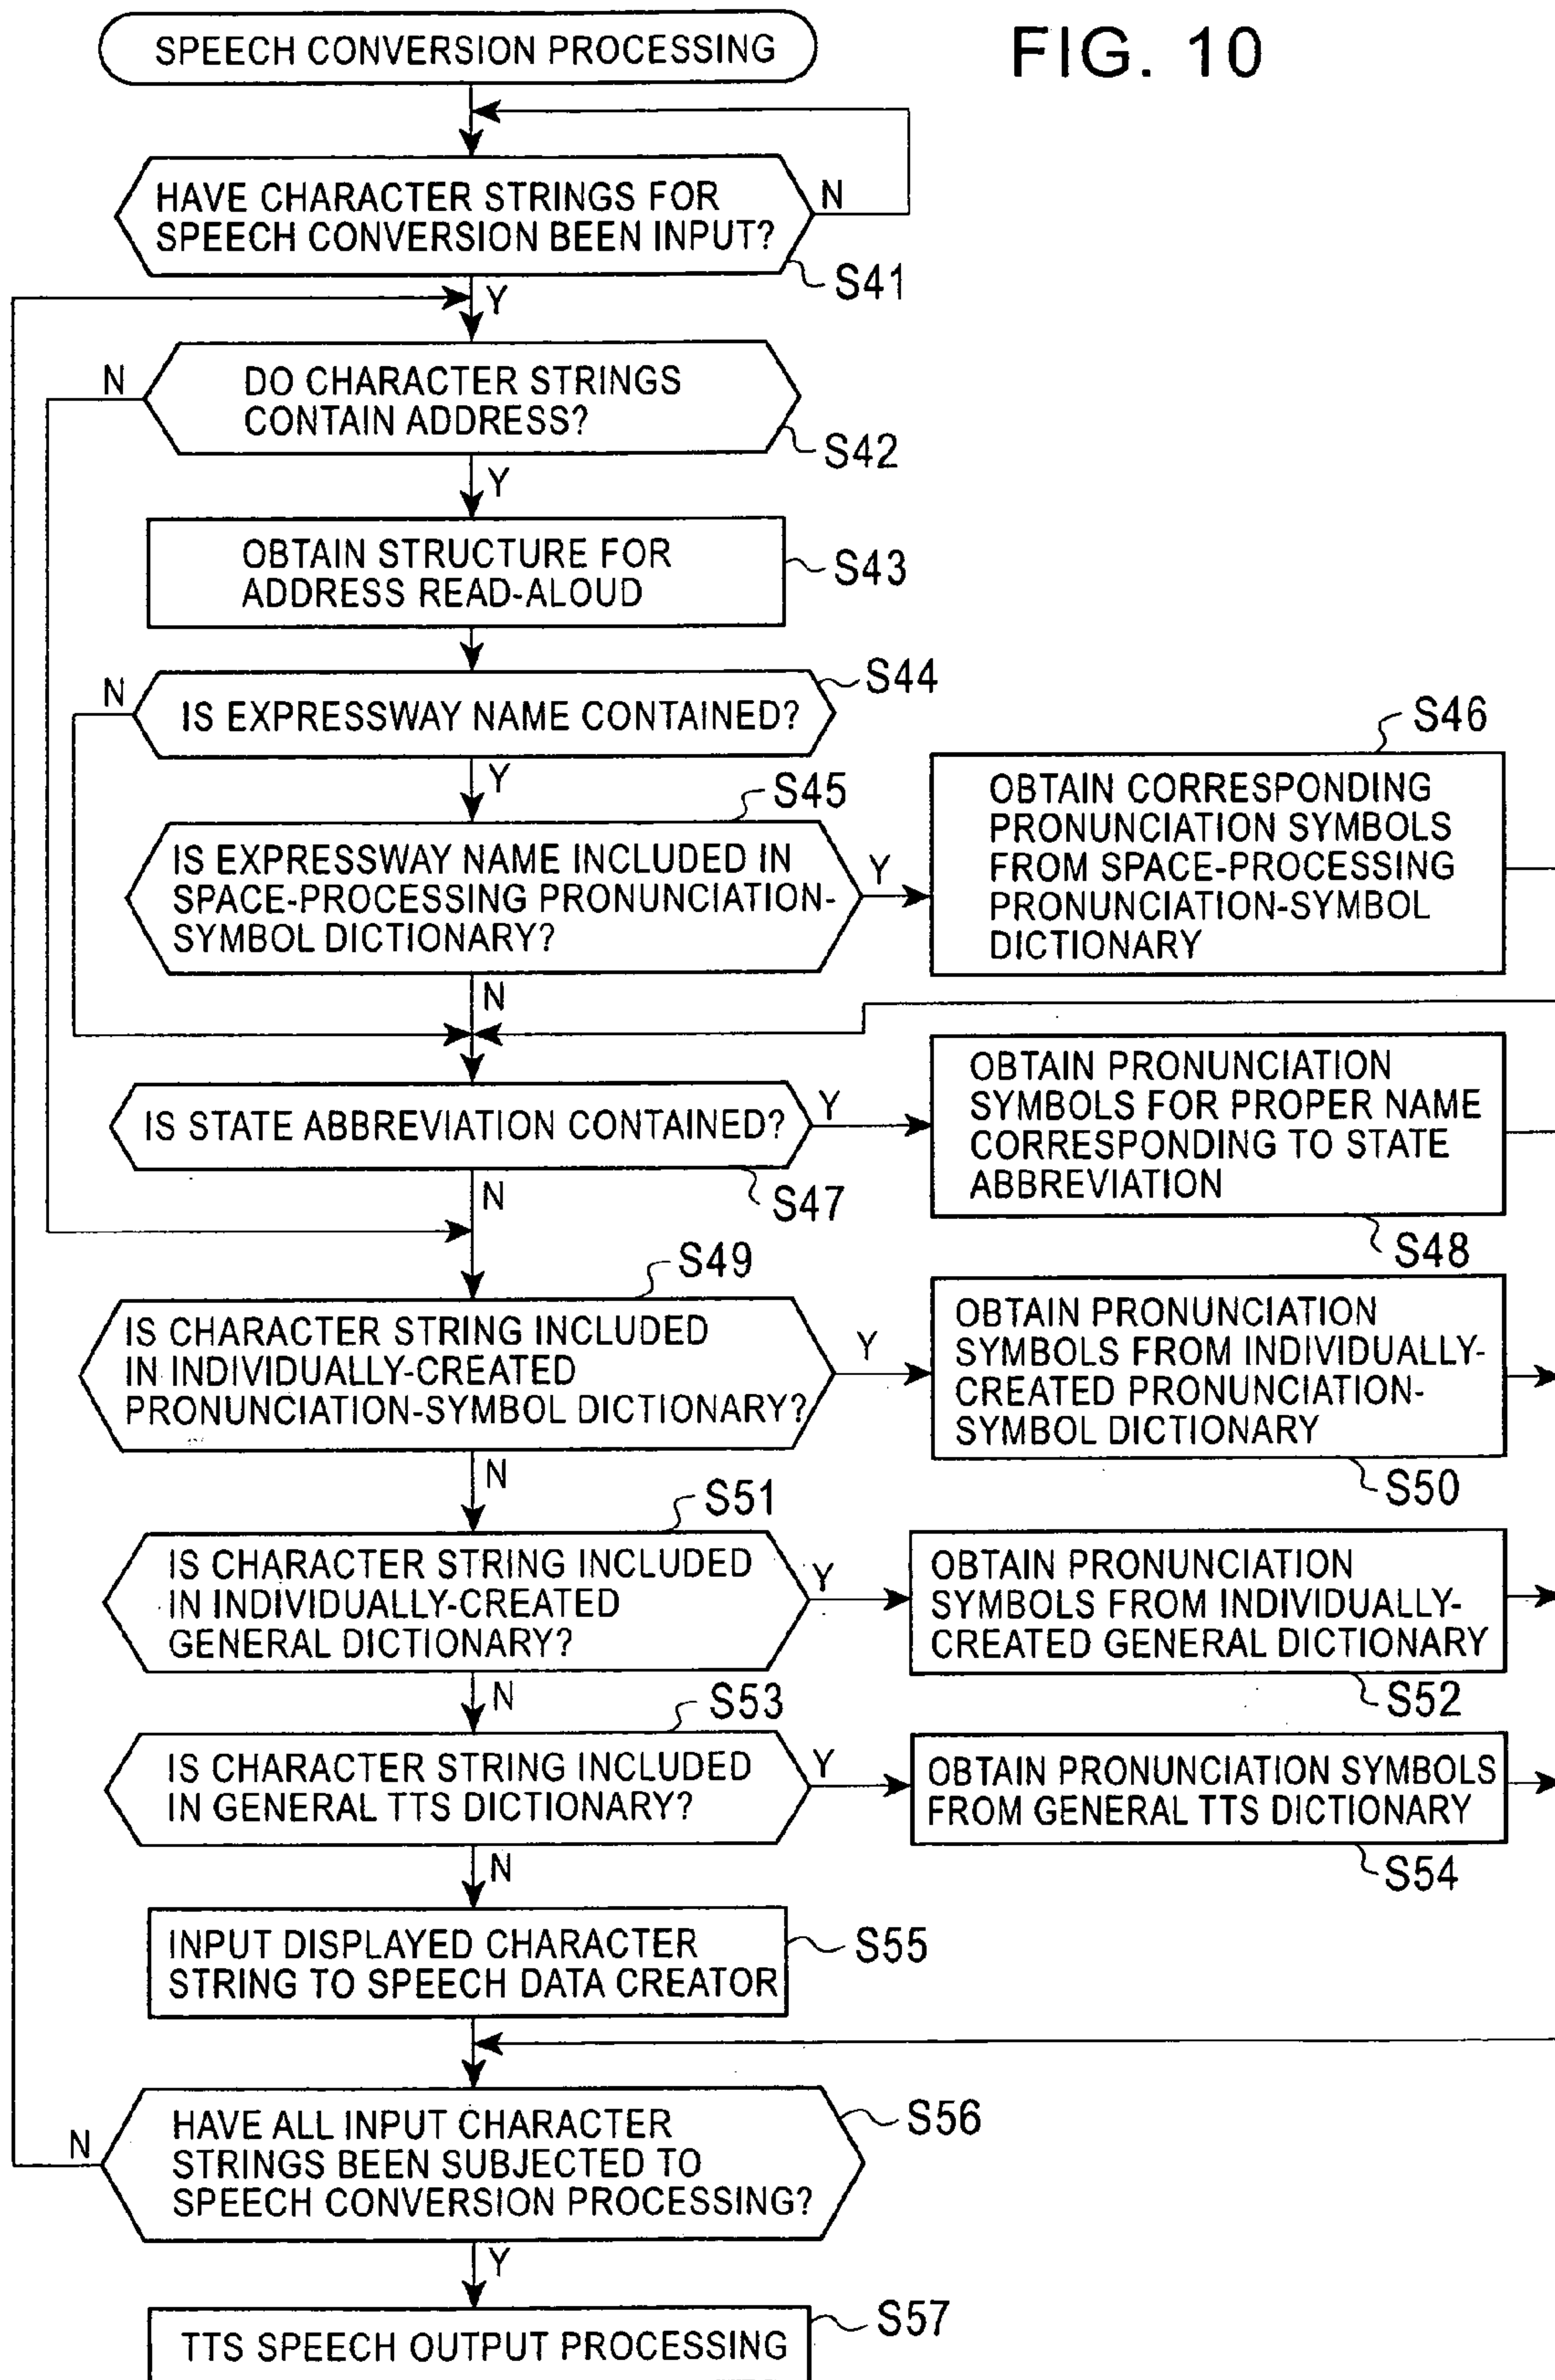 FIG. 10
SPEECH CONVERSION PROCESSING
HAVE CHARACTER STRINGS FOR
SPEECH CONVERSION BEEN INPUT?
N
S41
Y
DO CHARACTER STRINGS
CONTAIN ADDRESS?
N
S42
Y
OBTAIN STRUCTURE FOR
ADDRESS READ-ALOUD
S43
N
S44
IS EXPRESSWAY NAME CONTAINED?
Y
S45
IS EXPRESSWAY NAME INCLUDED IN
SPACE-PROCESSING PRONUNCIATION-
SYMBOL DICTIONARY?
Y
S46
OBTAIN CORRESPONDING
PRONUNCIATION SYMBOLS
FROM SPACE-PROCESSING
PRONUNCIATION-SYMBOL
DICTIONARY
N
IS STATE ABBREVIATION CONTAINED?
Y
S47
OBTAIN PRONUNCIATION
SYMBOLS FOR PROPER NAME
CORRESPONDING TO STATE
ABBREVIATION
S48
N
S49
IS CHARACTER STRING INCLUDED
IN INDIVIDUALLY-CREATED
PRONUNCIATION-SYMBOL DICTIONARY?
Y
OBTAIN PRONUNCIATION
SYMBOLS FROM INDIVIDUALLY-
CREATED PRONUNCIATION-
SYMBOL DICTIONARY
S50
N
S51
IS CHARACTER STRING INCLUDED
IN INDIVIDUALLY-CREATED
GENERAL DICTIONARY?
Y
OBTAIN PRONUNCIATION
SYMBOLS FROM INDIVIDUALLY-
CREATED GENERAL DICTIONARY
S52
N
S53
IS CHARACTER STRING INCLUDED
IN GENERAL TTS DICTIONARY?
Y
OBTAIN PRONUNCIATION SYMBOLS
FROM GENERAL TTS DICTIONARY
S54
N
INPUT DISPLAYED CHARACTER
STRING TO SPEECH DATA CREATOR
S55
HAVE ALL INPUT CHARACTER
STRINGS BEEN SUBJECTED TO
SPEECH CONVERSION PROCESSING?
N
S56
Y
TTS SPEECH OUTPUT PROCESSING
S57